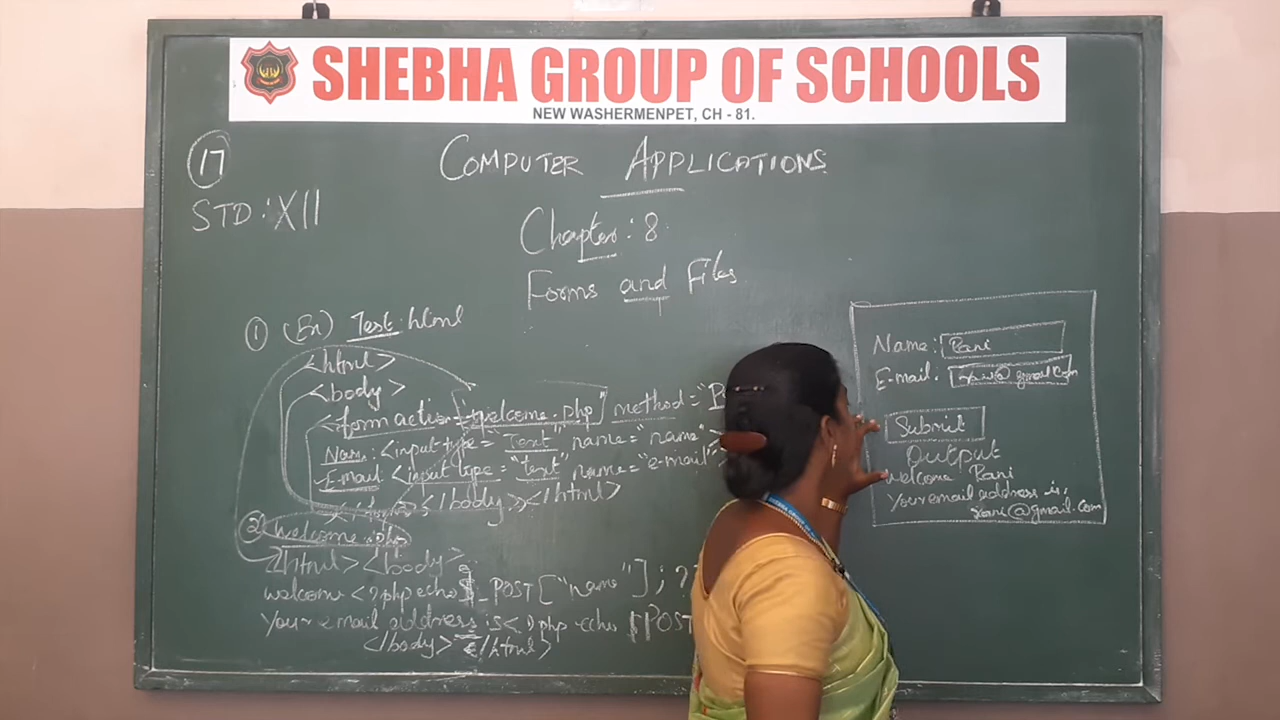 SHEBHA GROUP OF SCHOOLS
NEW WASHERMENPET, CH - 81.
17
COMPUTER APPLICATIONS
STD : XII
Chapter : 8
Forms and Files
① (Ex) Test.html
<html>
<body>
<form action="welcome.php" method="P
Name: <input type="Text" name="name">
E-mail <input type="text" name="e-mail">
</body></html>
② welcome.php
<html><body>
welcome <?php echo $_POST["name"]; ?
Your email address is <?php echo $POST
</body></html>
Name: Rani
E-mail: rani@gmail.com
Submit
Output
welcome Rani
Your email address is,
rani@gmail.com